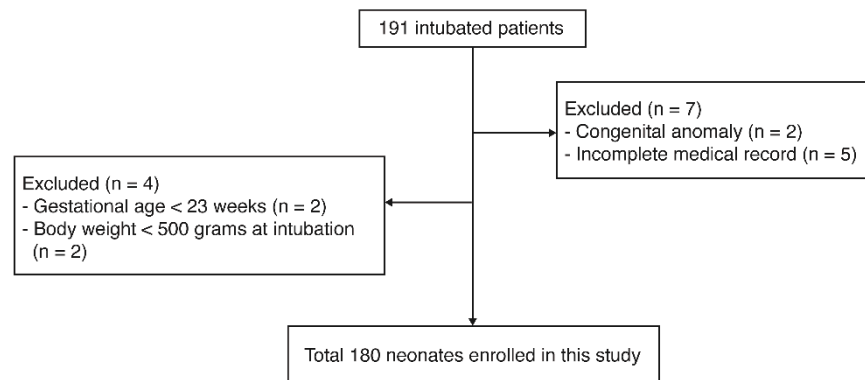 191 intubated patients
Excluded (n = 7)
- Congenital anomaly (n = 2)
- Incomplete medical record (n = 5)
Excluded (n = 4)
- Gestational age < 23 weeks (n = 2)
- Body weight < 500 grams at intubation
(n = 2)
Total 180 neonates enrolled in this study